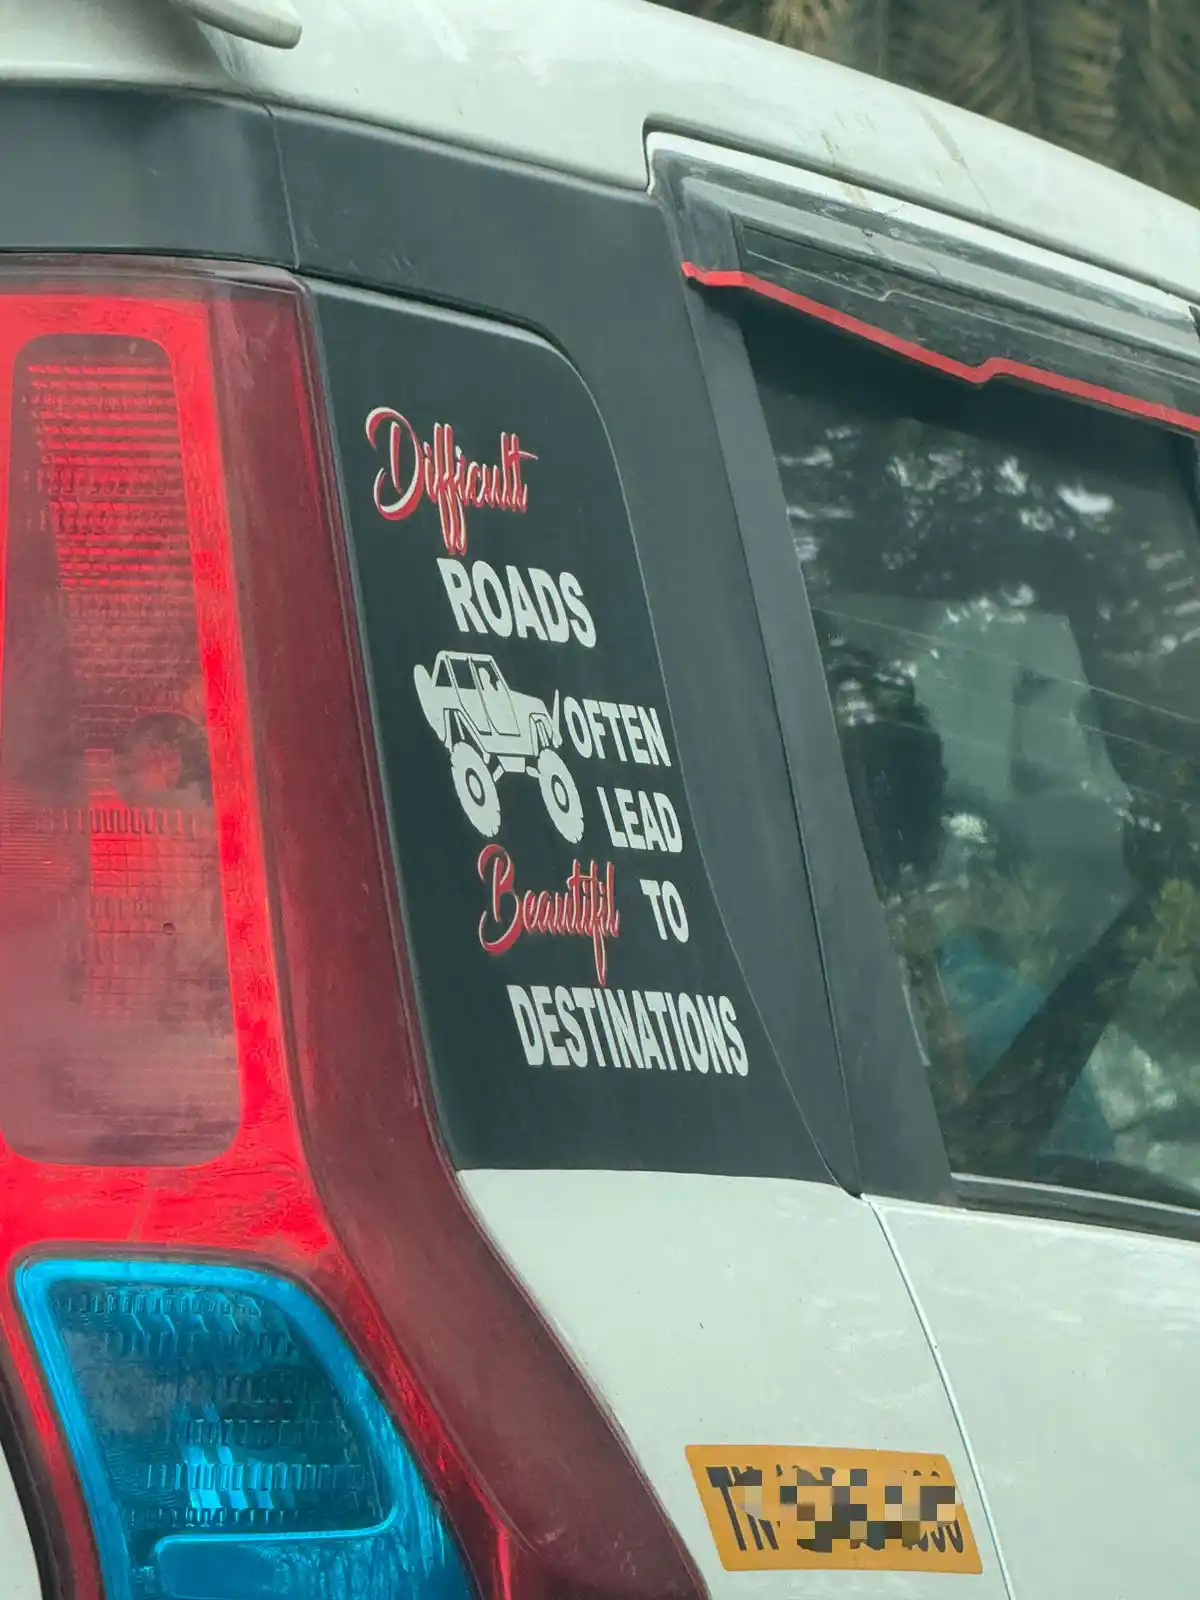 Difficult
ROADS
OFTEN
LEAD
Beautiful TO
DESTINATIONS
TN